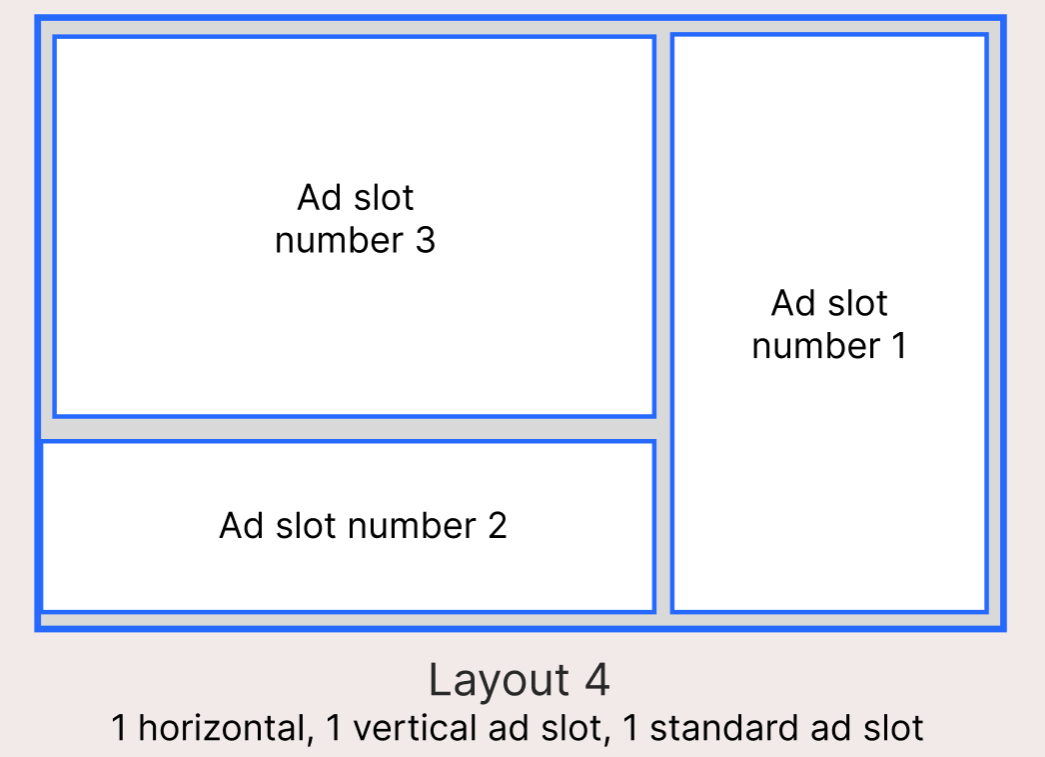 Ad slot
number 3
Ad slot
number 1
Ad slot number 2
Layout 4
1 horizontal, 1 vertical ad slot, 1 standard ad slot